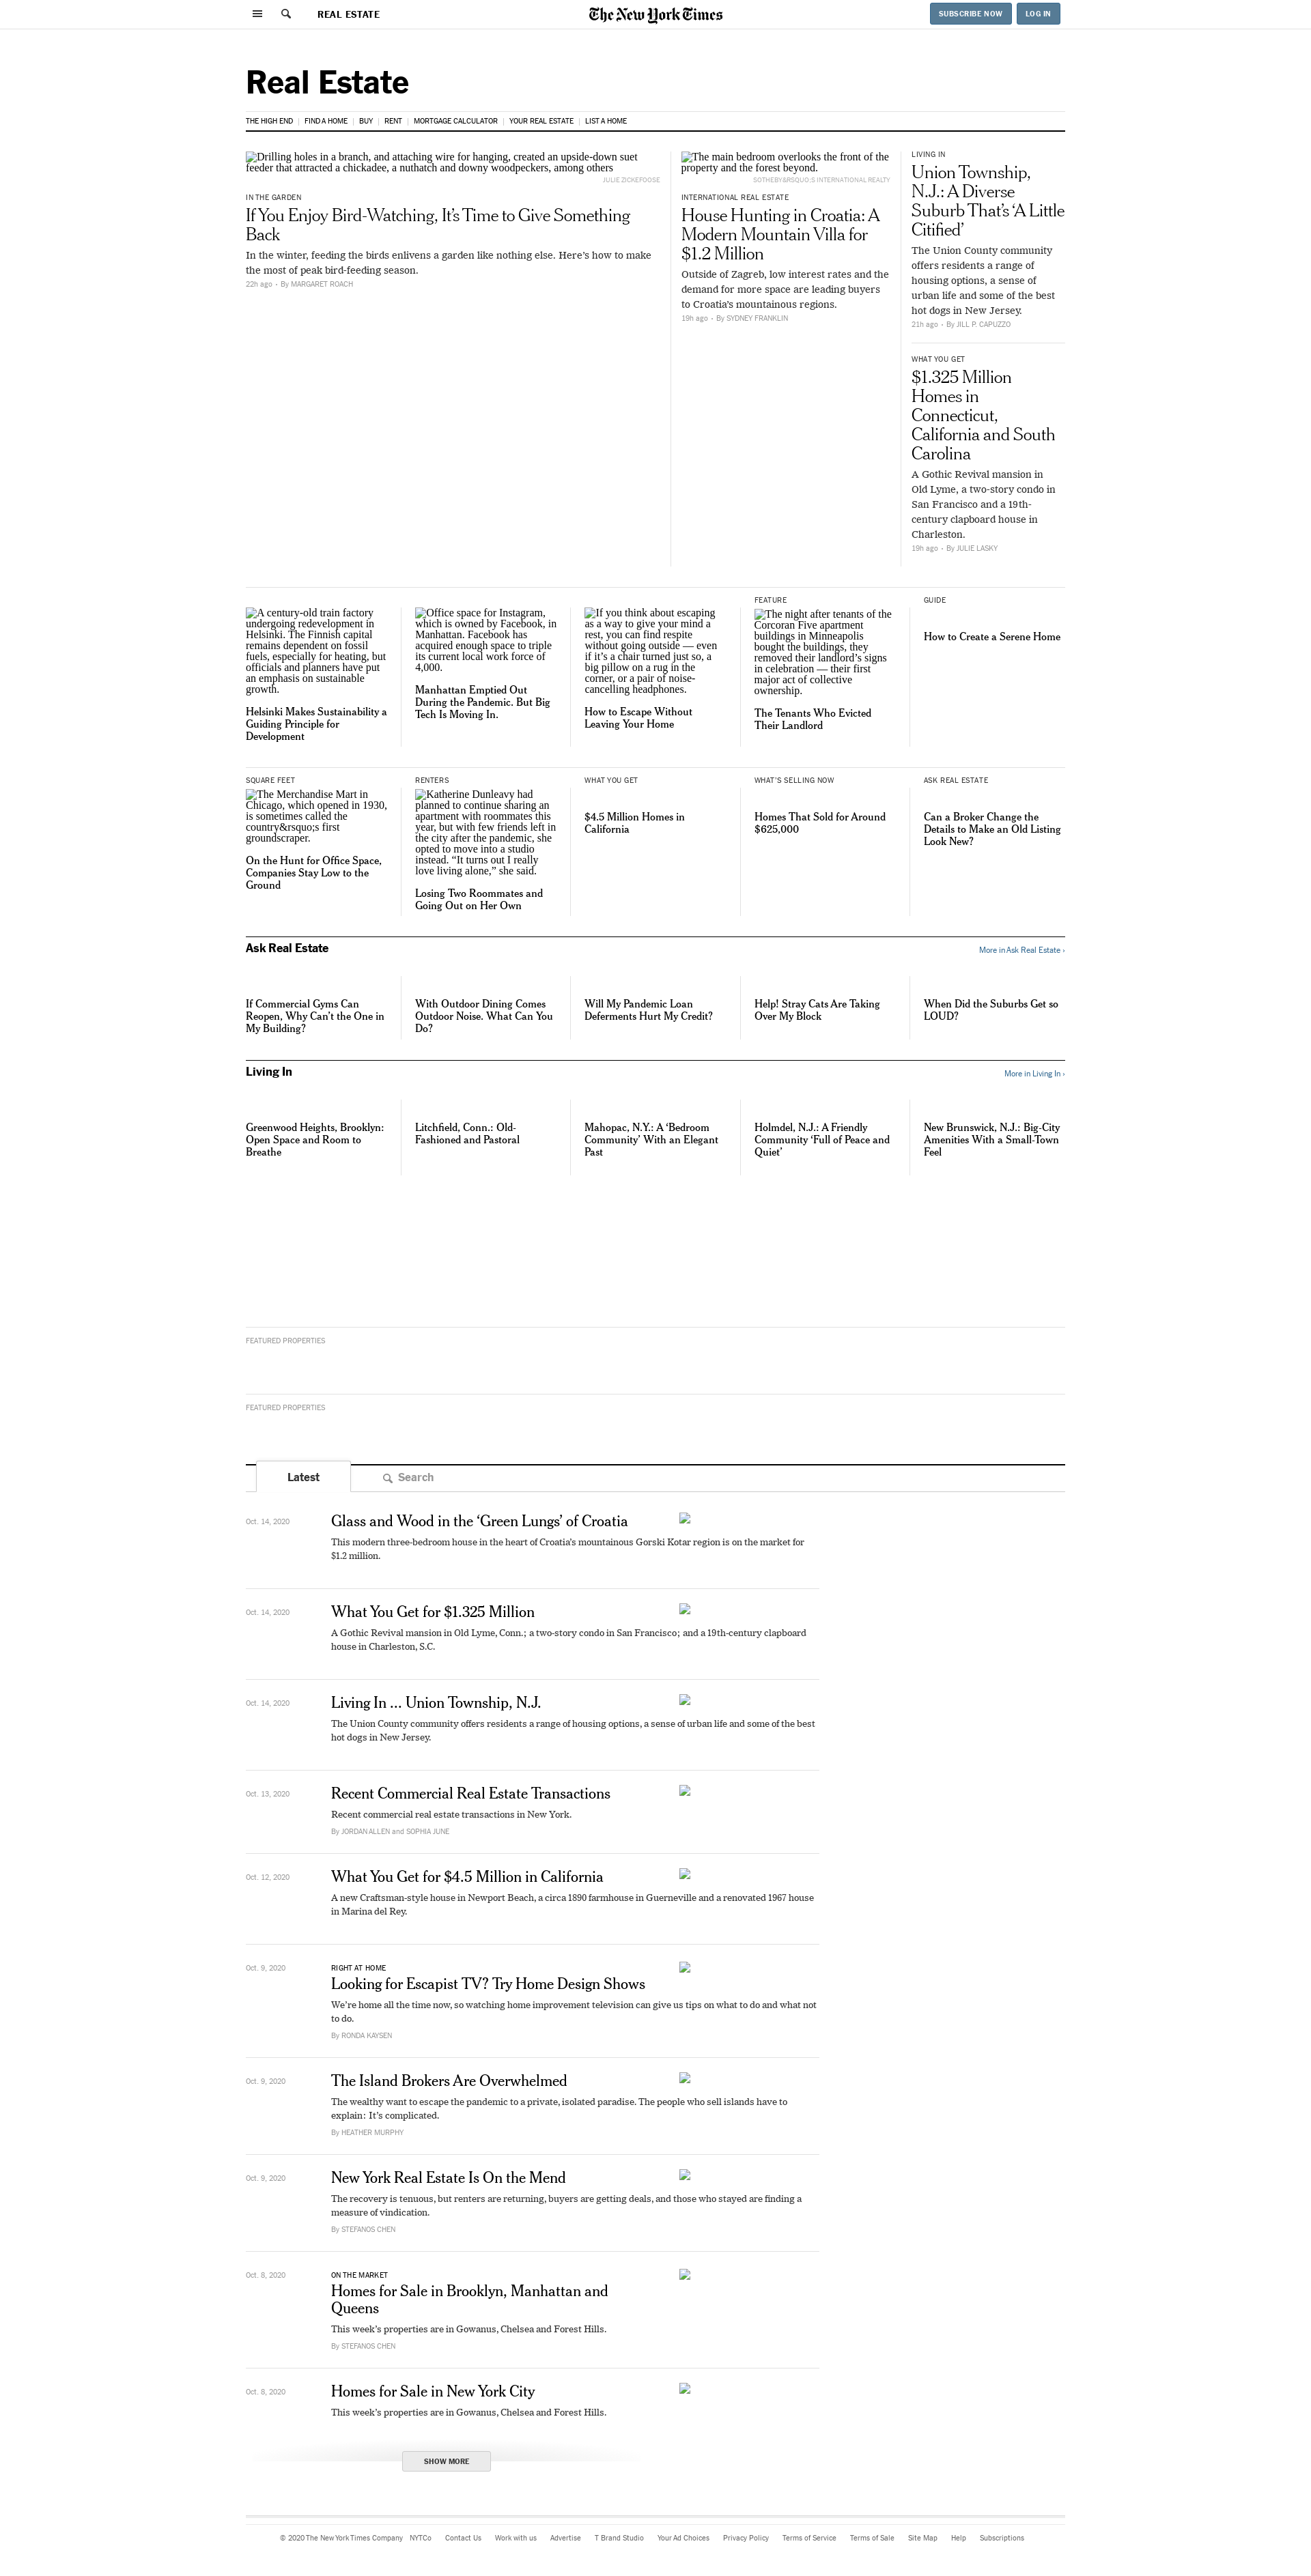 REAL ESTATE
The New York Times
SUBSCRIBE NOW
LOG IN
Real Estate
THE HIGH END
FIND A HOME
BUY
RENT
MORTGAGE CALCULATOR
YOUR REAL ESTATE
LIST A HOME
Drilling holes in a branch, and attaching wire for hanging, created an upside-down suet
feeder that attracted a chickadee, a nuthatch and downy woodpeckers, among others
JULIE ZICKEFOOSE
IN THE GARDEN
If You Enjoy Bird-Watching, It’s Time to Give Something
Back
In the winter, feeding the birds enlivens a garden like nothing else. Here’s how to make
the most of peak bird-feeding season.
22h ago • By MARGARET ROACH
The main bedroom overlooks the front of the
property and the forest beyond.
SOTHEBY&RSQUO;S INTERNATIONAL REALTY
INTERNATIONAL REAL ESTATE
House Hunting in Croatia: A
Modern Mountain Villa for
$1.2 Million
Outside of Zagreb, low interest rates and the
demand for more space are leading buyers
to Croatia’s mountainous regions.
19h ago • By SYDNEY FRANKLIN
LIVING IN
Union Township,
N.J.: A Diverse
Suburb That’s ‘A Little
Citified’
The Union County community
offers residents a range of
housing options, a sense of
urban life and some of the best
hot dogs in New Jersey.
21h ago • By JILL P. CAPUZZO
WHAT YOU GET
$1.325 Million
Homes in
Connecticut,
California and South
Carolina
A Gothic Revival mansion in
Old Lyme, a two-story condo in
San Francisco and a 19th-
century clapboard house in
Charleston.
19h ago • By JULIE LASKY
A century-old train factory
undergoing redevelopment in
Helsinki. The Finnish capital
remains dependent on fossil
fuels, especially for heating, but
officials and planners have put
an emphasis on sustainable
growth.
Helsinki Makes Sustainability a
Guiding Principle for
Development
Office space for Instagram,
which is owned by Facebook, in
Manhattan. Facebook has
acquired enough space to triple
its current local work force of
4,000.
Manhattan Emptied Out
During the Pandemic. But Big
Tech Is Moving In.
If you think about escaping
as a way to give your mind a
rest, you can find respite
without going outside — even
if it’s a chair turned just so, a
big pillow on a rug in the
corner, or a pair of noise-
cancelling headphones.
How to Escape Without
Leaving Your Home
FEATURE
The night after tenants of the
Corcoran Five apartment
buildings in Minneapolis
bought the buildings, they
removed their landlord’s signs
in celebration — their first
major act of collective
ownership.
The Tenants Who Evicted
Their Landlord
GUIDE
How to Create a Serene Home
SQUARE FEET
The Merchandise Mart in
Chicago, which opened in 1930,
is sometimes called the
country&rsquo;s first
groundscraper.
On the Hunt for Office Space,
Companies Stay Low to the
Ground
RENTERS
Katherine Dunleavy had
planned to continue sharing an
apartment with roommates this
year, but with few friends left in
the city after the pandemic, she
opted to move into a studio
instead. “It turns out I really
love living alone,” she said.
Losing Two Roommates and
Going Out on Her Own
WHAT YOU GET
$4.5 Million Homes in
California
WHAT’S SELLING NOW
Homes That Sold for Around
$625,000
ASK REAL ESTATE
Can a Broker Change the
Details to Make an Old Listing
Look New?
Ask Real Estate
More in Ask Real Estate ›
If Commercial Gyms Can
Reopen, Why Can’t the One in
My Building?
With Outdoor Dining Comes
Outdoor Noise. What Can You
Do?
Will My Pandemic Loan
Deferments Hurt My Credit?
Help! Stray Cats Are Taking
Over My Block
When Did the Suburbs Get so
LOUD?
Living In
More in Living In ›
Greenwood Heights, Brooklyn:
Open Space and Room to
Breathe
Litchfield, Conn.: Old-
Fashioned and Pastoral
Mahopac, N.Y.: A ‘Bedroom
Community’ With an Elegant
Past
Holmdel, N.J.: A Friendly
Community ‘Full of Peace and
Quiet’
New Brunswick, N.J.: Big-City
Amenities With a Small-Town
Feel
FEATURED PROPERTIES
FEATURED PROPERTIES
Latest
Search
Oct. 14, 2020
Glass and Wood in the ‘Green Lungs’ of Croatia
This modern three-bedroom house in the heart of Croatia’s mountainous Gorski Kotar region is on the market for
$1.2 million.
Oct. 14, 2020
What You Get for $1.325 Million
A Gothic Revival mansion in Old Lyme, Conn.; a two-story condo in San Francisco; and a 19th-century clapboard
house in Charleston, S.C.
Oct. 14, 2020
Living In ... Union Township, N.J.
The Union County community offers residents a range of housing options, a sense of urban life and some of the best
hot dogs in New Jersey.
Oct. 13, 2020
Recent Commercial Real Estate Transactions
Recent commercial real estate transactions in New York.
By JORDAN ALLEN and SOPHIA JUNE
Oct. 12, 2020
What You Get for $4.5 Million in California
A new Craftsman-style house in Newport Beach, a circa 1890 farmhouse in Guerneville and a renovated 1967 house
in Marina del Rey.
Oct. 9, 2020
RIGHT AT HOME
Looking for Escapist TV? Try Home Design Shows
We’re home all the time now, so watching home improvement television can give us tips on what to do and what not
to do.
By RONDA KAYSEN
Oct. 9, 2020
The Island Brokers Are Overwhelmed
The wealthy want to escape the pandemic to a private, isolated paradise. The people who sell islands have to
explain: It’s complicated.
By HEATHER MURPHY
Oct. 9, 2020
New York Real Estate Is On the Mend
The recovery is tenuous, but renters are returning, buyers are getting deals, and those who stayed are finding a
measure of vindication.
By STEFANOS CHEN
Oct. 8, 2020
ON THE MARKET
Homes for Sale in Brooklyn, Manhattan and
Queens
This week’s properties are in Gowanus, Chelsea and Forest Hills.
By STEFANOS CHEN
Oct. 8, 2020
Homes for Sale in New York City
This week’s properties are in Gowanus, Chelsea and Forest Hills.
SHOW MORE
© 2020 The New York Times Company
NYTCo
Contact Us
Work with us
Advertise
T Brand Studio
Your Ad Choices
Privacy Policy
Terms of Service
Terms of Sale
Site Map
Help
Subscriptions